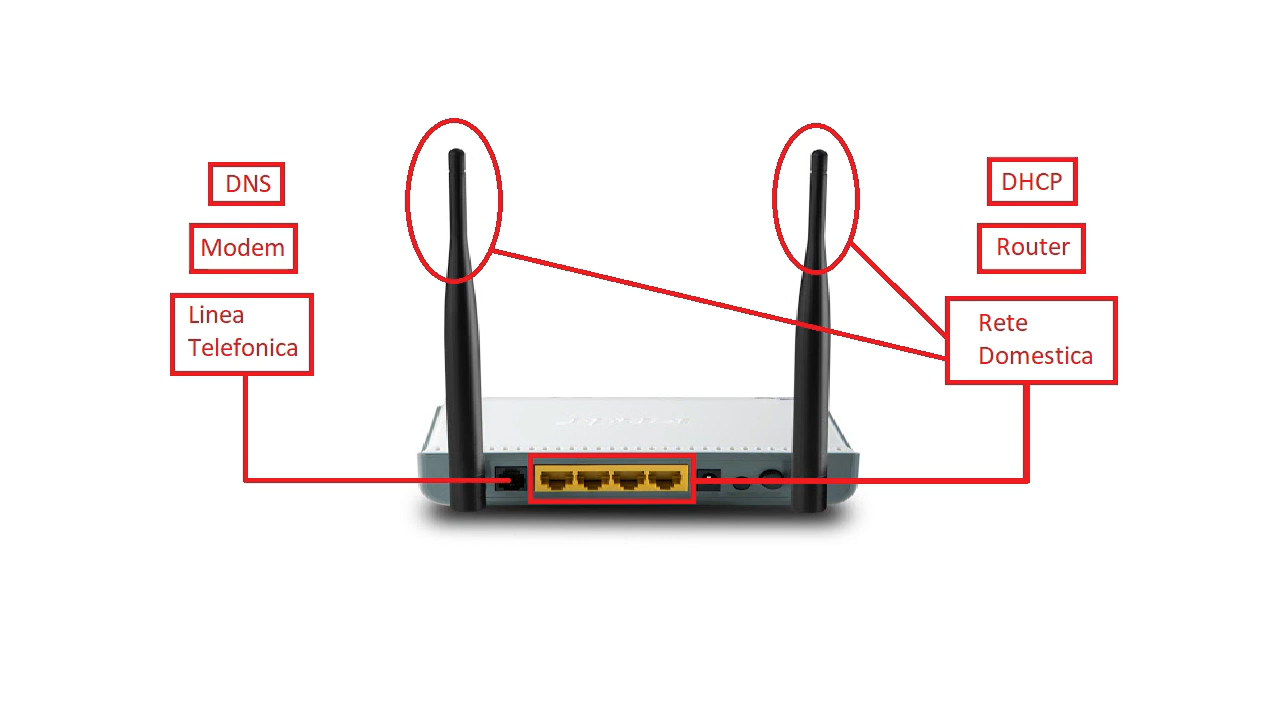 DNS
DHCP
Modem
Router
Linea
Telefonica
Rete
Domestica